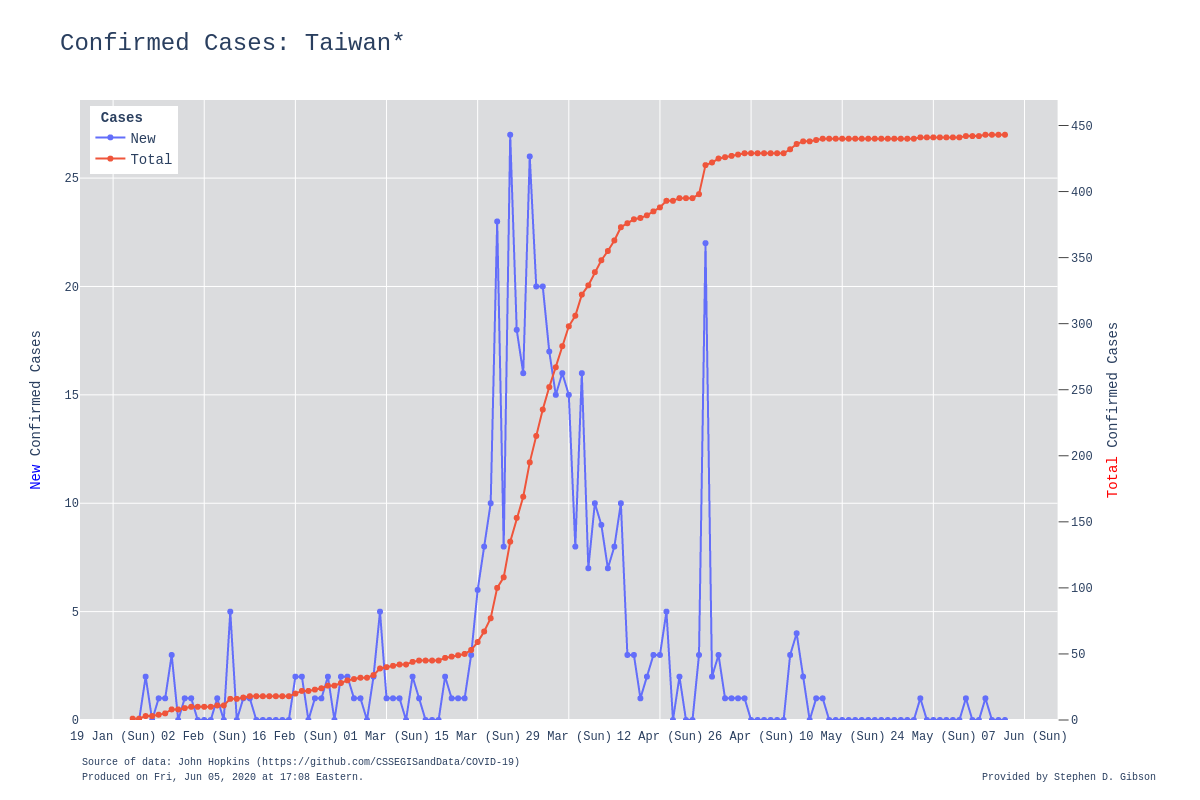 Confirmed Cases: Taiwan*
Cases
New
Total
25
20
15
10
5
0
New Confirmed Cases
450
400
350
300
250
200
150
100
50
0
Total Confirmed Cases
19 Jan (Sun) 02 Feb (Sun) 16 Feb (Sun) 01 Mar (Sun) 15 Mar (Sun) 29 Mar (Sun) 12 Apr (Sun) 26 Apr (Sun) 10 May (Sun) 24 May (Sun) 07 Jun (Sun)
Source of data: John Hopkins (https://github.com/CSSEGISandData/COVID-19)
Produced on Fri, Jun 05, 2020 at 17:08 Eastern.
Provided by Stephen D. Gibson